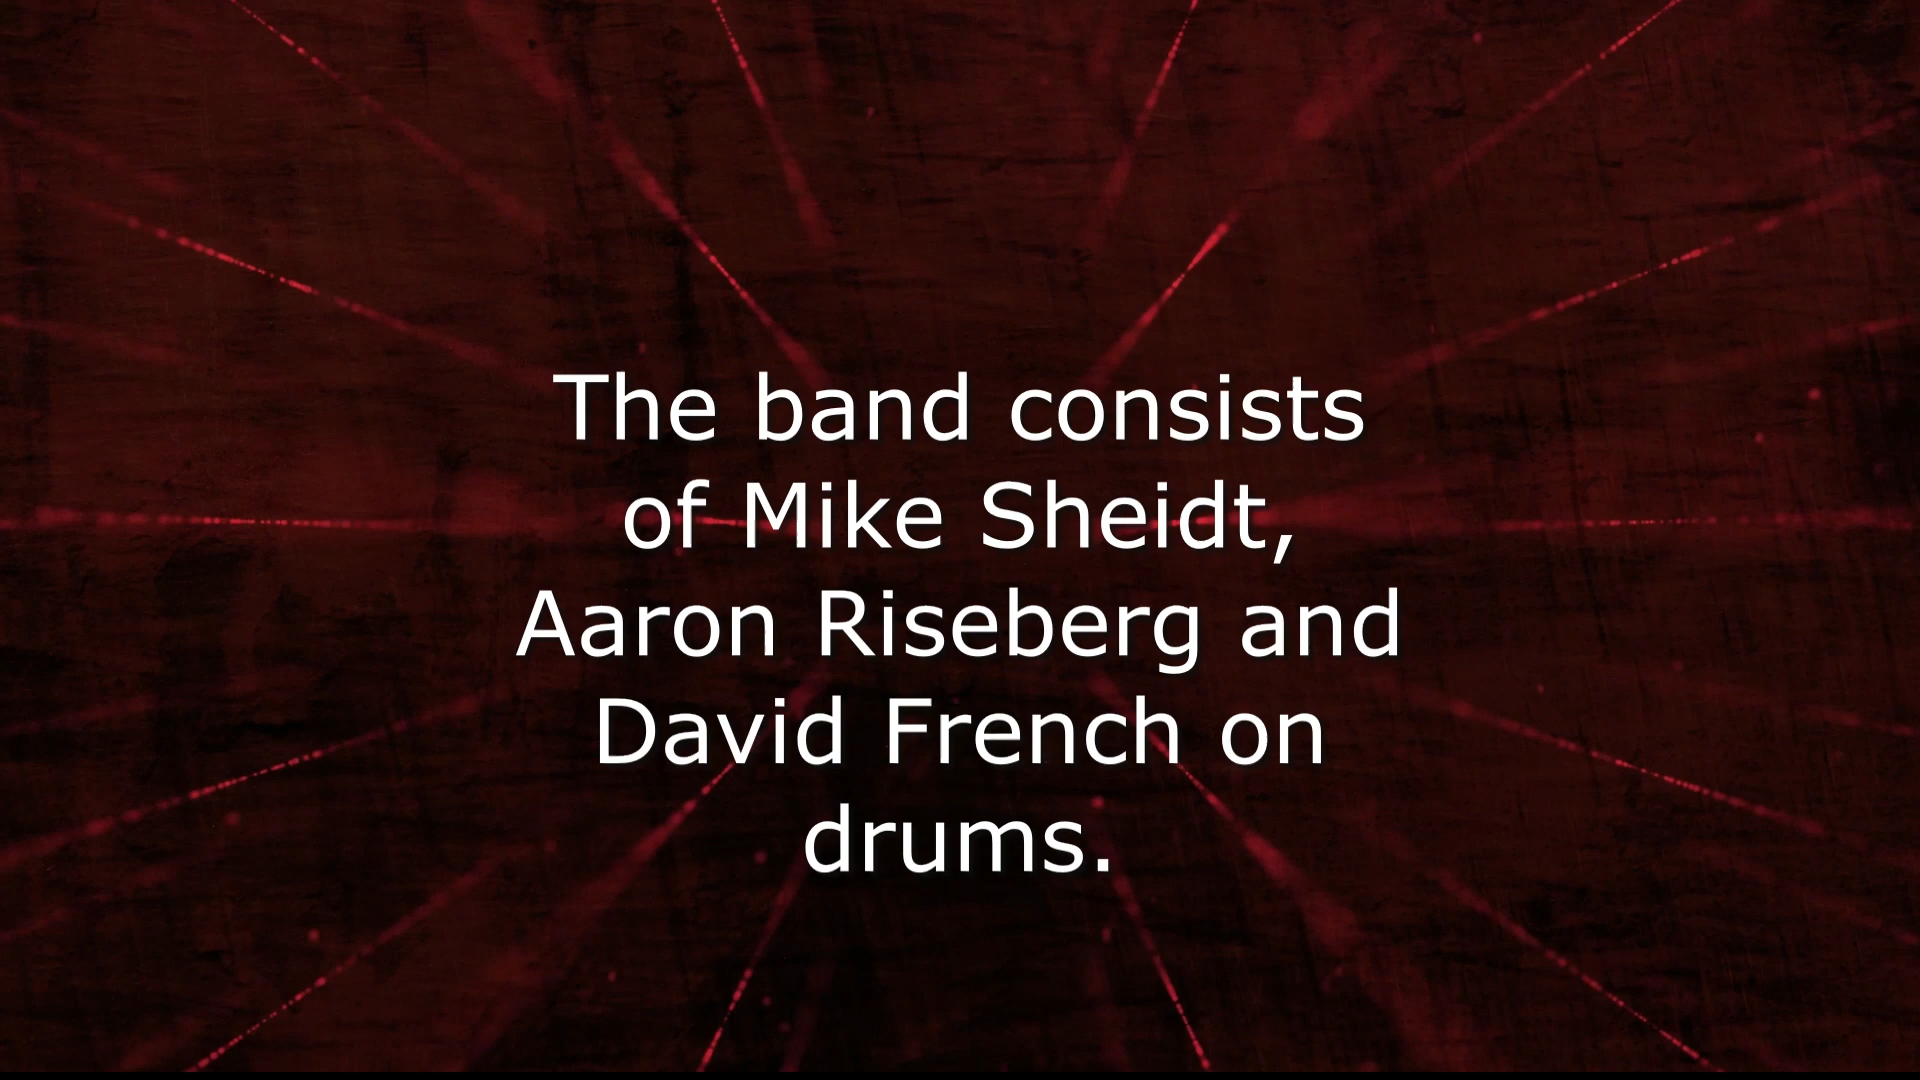 The band consists
of Mike Sheidt,
Aaron Riseberg and
David French on
drums.